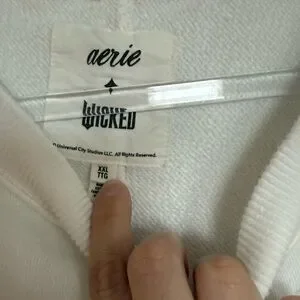 aerie
WICKED
© Universal City Studios LLC. All Rights Reserved.
XXL
TTG